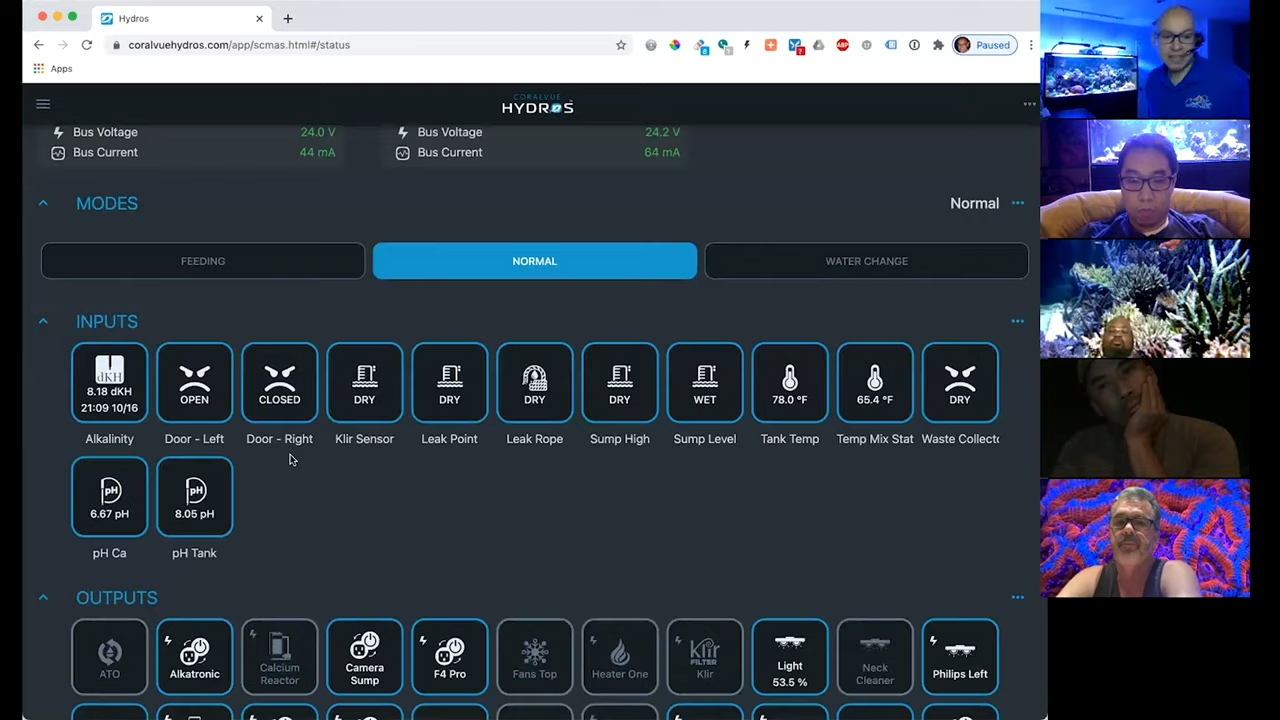 Hydros
coralvuehydros.com/app/scmas.html#/status
8
1
7
ABP
Paused
Apps
CORALVUE
HYDROS
Bus Voltage 24.0 V
Bus Current 44 mA
Bus Voltage 24.2 V
Bus Current 64 mA
MODES
Normal
FEEDING
NORMAL
WATER CHANGE
INPUTS
dKH
8.18 dKH
21:09 10/16
Alkalinity
OPEN
Door - Left
CLOSED
Door - Right
DRY
Klir Sensor
DRY
Leak Point
DRY
Leak Rope
DRY
Sump High
WET
Sump Level
78.0 °F
Tank Temp
65.4 °F
Temp Mix Stat
DRY
Waste Collecto
pH
6.67 pH
pH Ca
pH
8.05 pH
pH Tank
OUTPUTS
ATO
Alkatronic
Calcium
Reactor
Camera
Sump
F4 Pro
Fans Top
Heater One
Klir
FILTER
Klir
Light
53.5 %
Neck
Cleaner
Philips Left